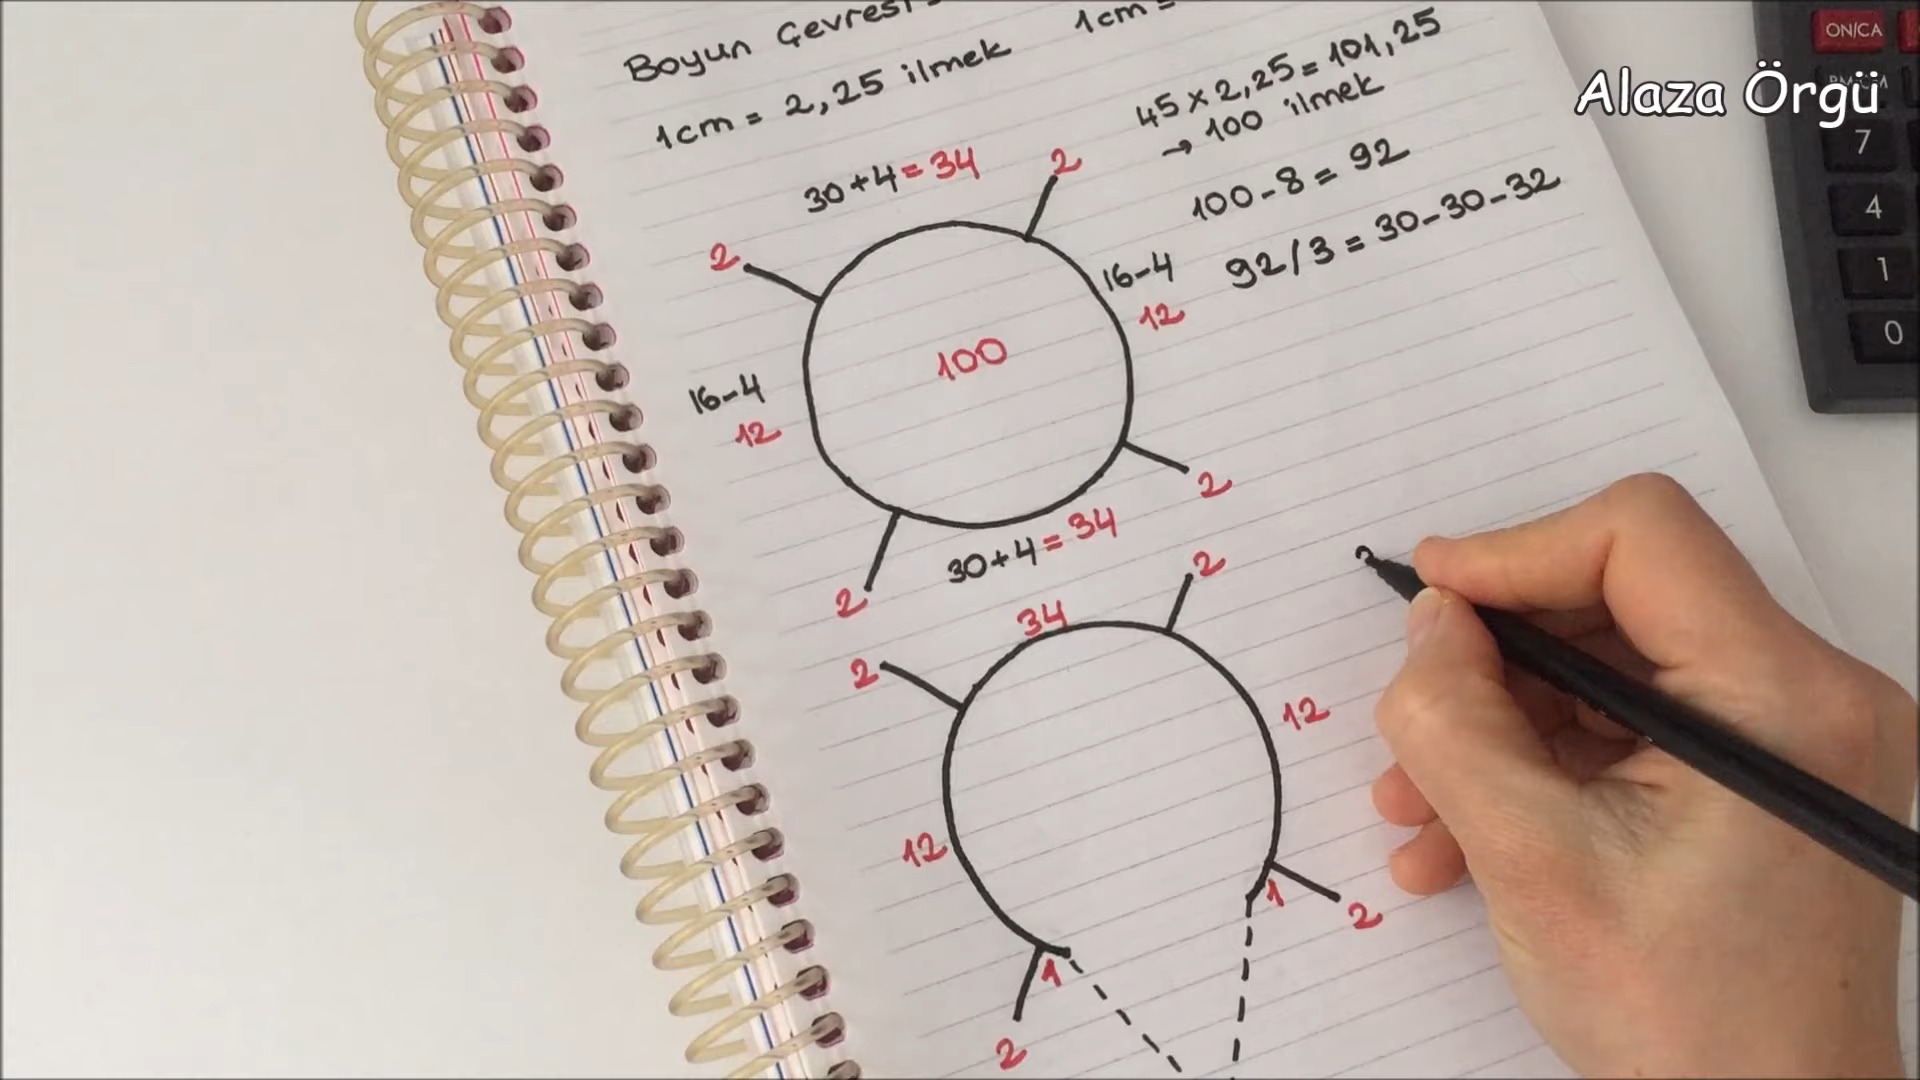 Boyun Çevresi
1cm =
1cm = 2,25 ilmek
45 x 2,25 = 101,25
→ 100 ilmek
100-8 = 92
92/3 = 30-30-32
30+4 = 34
2
2
16-4
12
100
16-4
12
2
2
30+4 = 34
34
2
2
12
12
1
1
2
2
Alaza Örgü
ON/CA
7
4
1
0